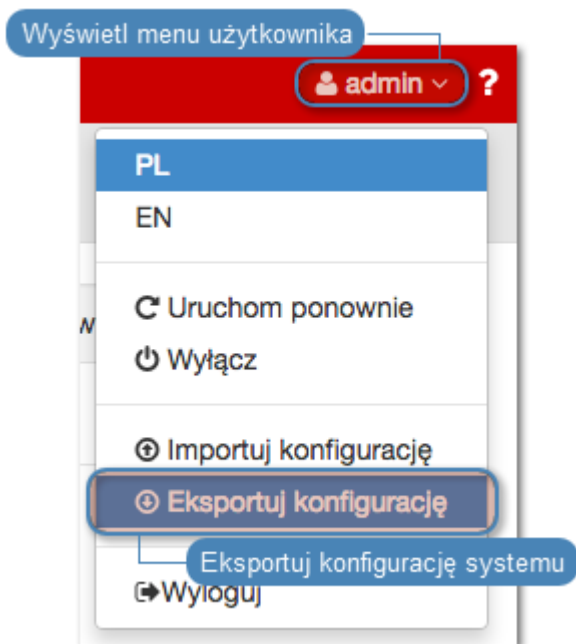 Wyświetl menu użytkownika
admin ?
PL
EN
w
Uruchom ponownie
Wyłącz
Importuj konfigurację
Eksportuj konfigurację
Eksportuj konfigurację systemu
Wyloguj